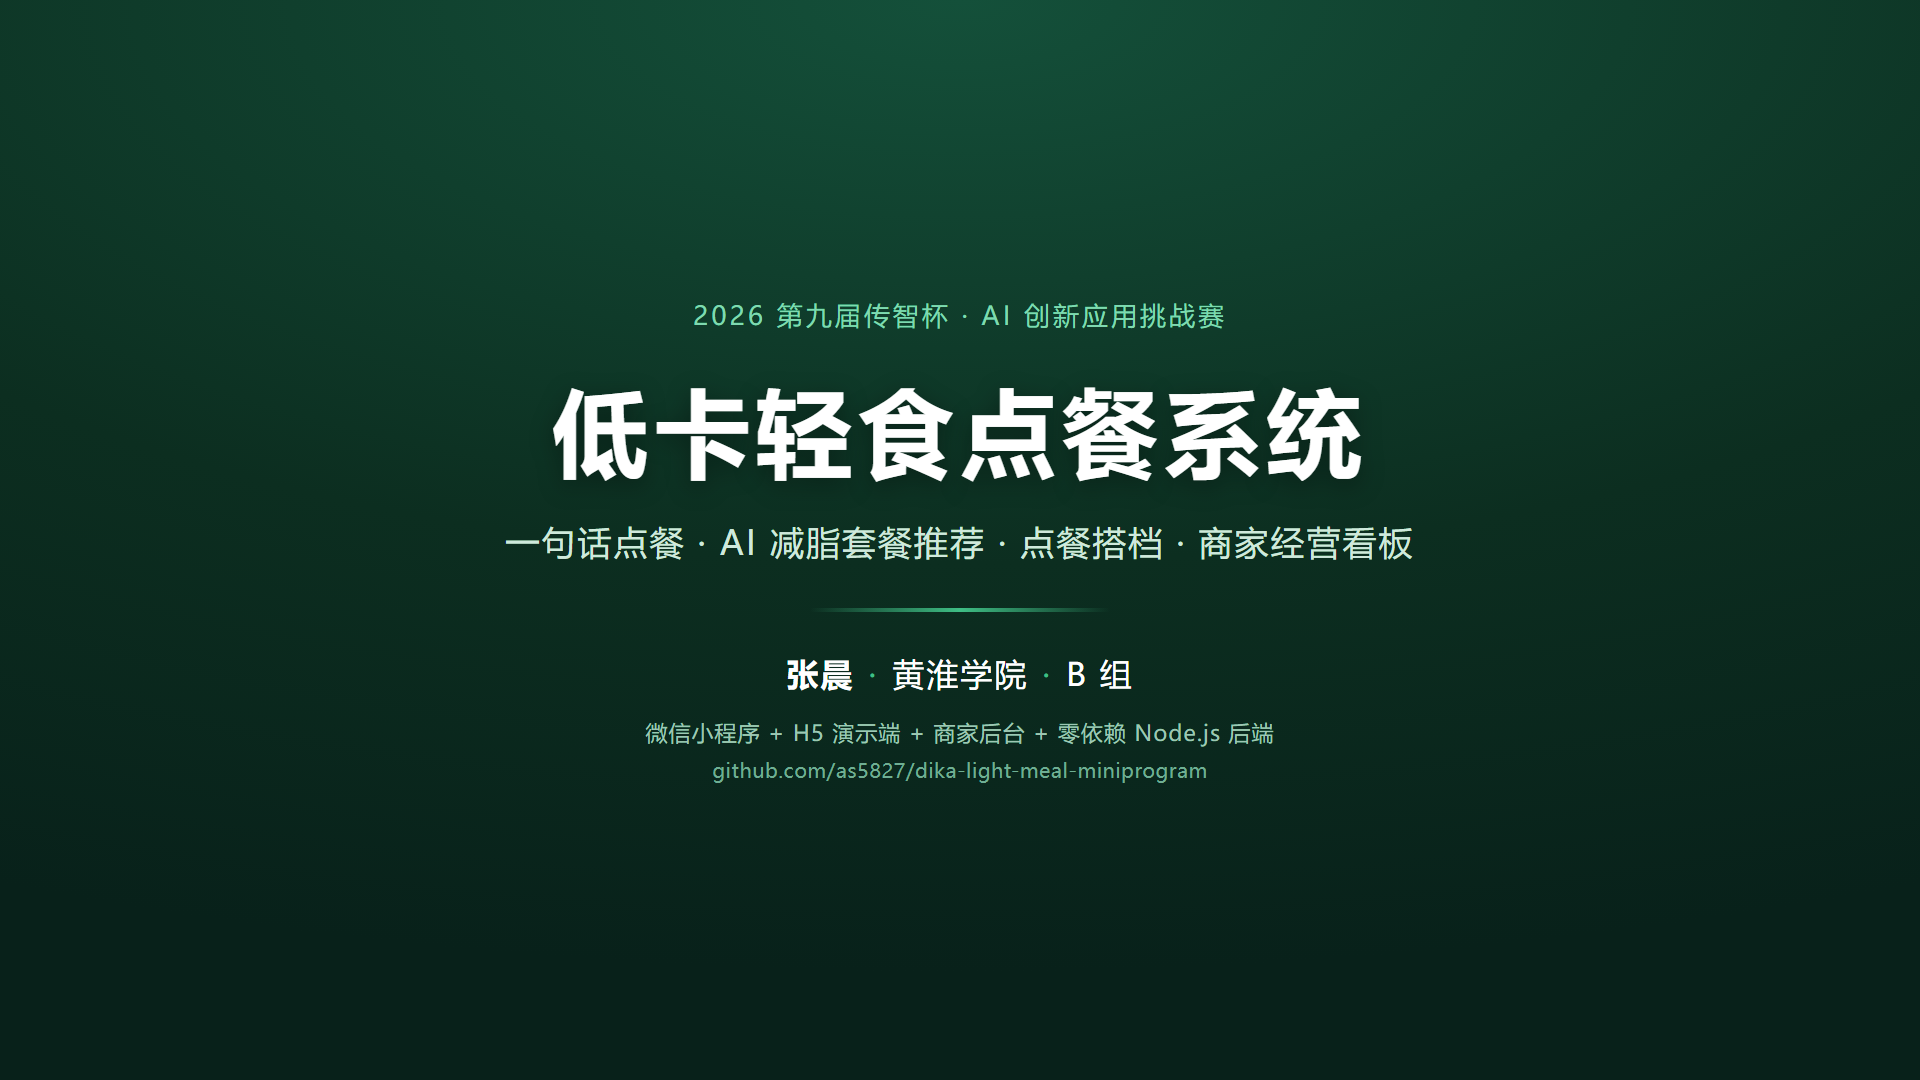 2026 第九届传智杯 · AI 创新应用挑战赛
低卡轻食点餐系统
一句话点餐 · AI 减脂套餐推荐 · 点餐搭档 · 商家经营看板
张晨 · 黄淮学院 · B 组
微信小程序 + H5 演示端 + 商家后台 + 零依赖 Node.js 后端
github.com/as5827/dika-light-meal-miniprogram